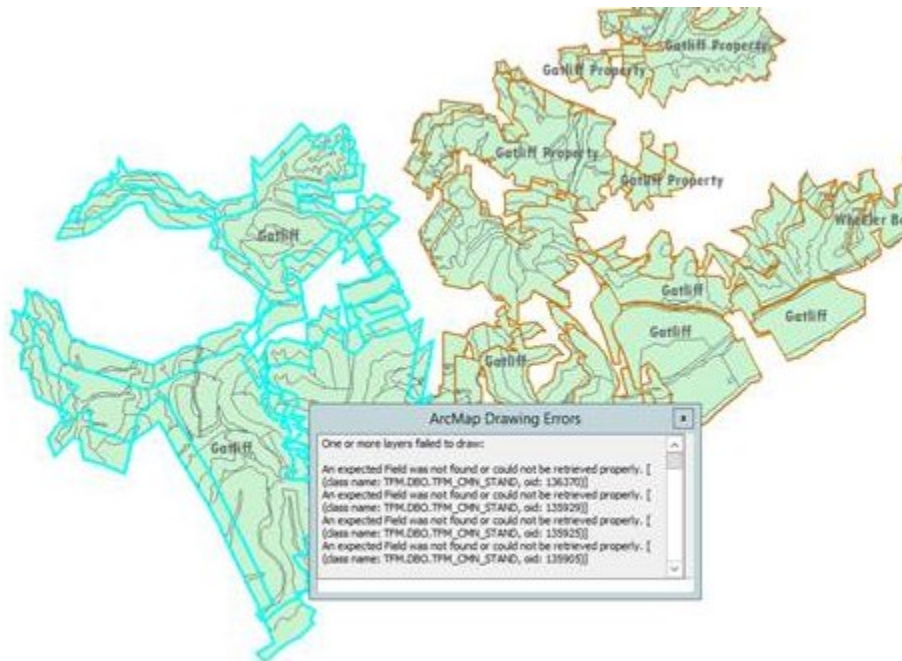 Gatliff Property
Gatliff Property
Gatliff Property
Gatliff Property
Wheeler
Gatliff
Gatliff
Gatliff
Gatliff
Gatliff
Gatliff
ArcMap Drawing Errors
One or more layers failed to draw:
An expected Field was not found or could not be retrieved properly. [
(class name: TFM.DBO.TFM_CMN_STAND, oid: 136370)]
An expected Field was not found or could not be retrieved properly. [
(class name: TFM.DBO.TFM_CMN_STAND, oid: 135929)]
An expected Field was not found or could not be retrieved properly. [
(class name: TFM.DBO.TFM_CMN_STAND, oid: 135925)]
An expected Field was not found or could not be retrieved properly. [
(class name: TFM.DBO.TFM_CMN_STAND, oid: 135905)]